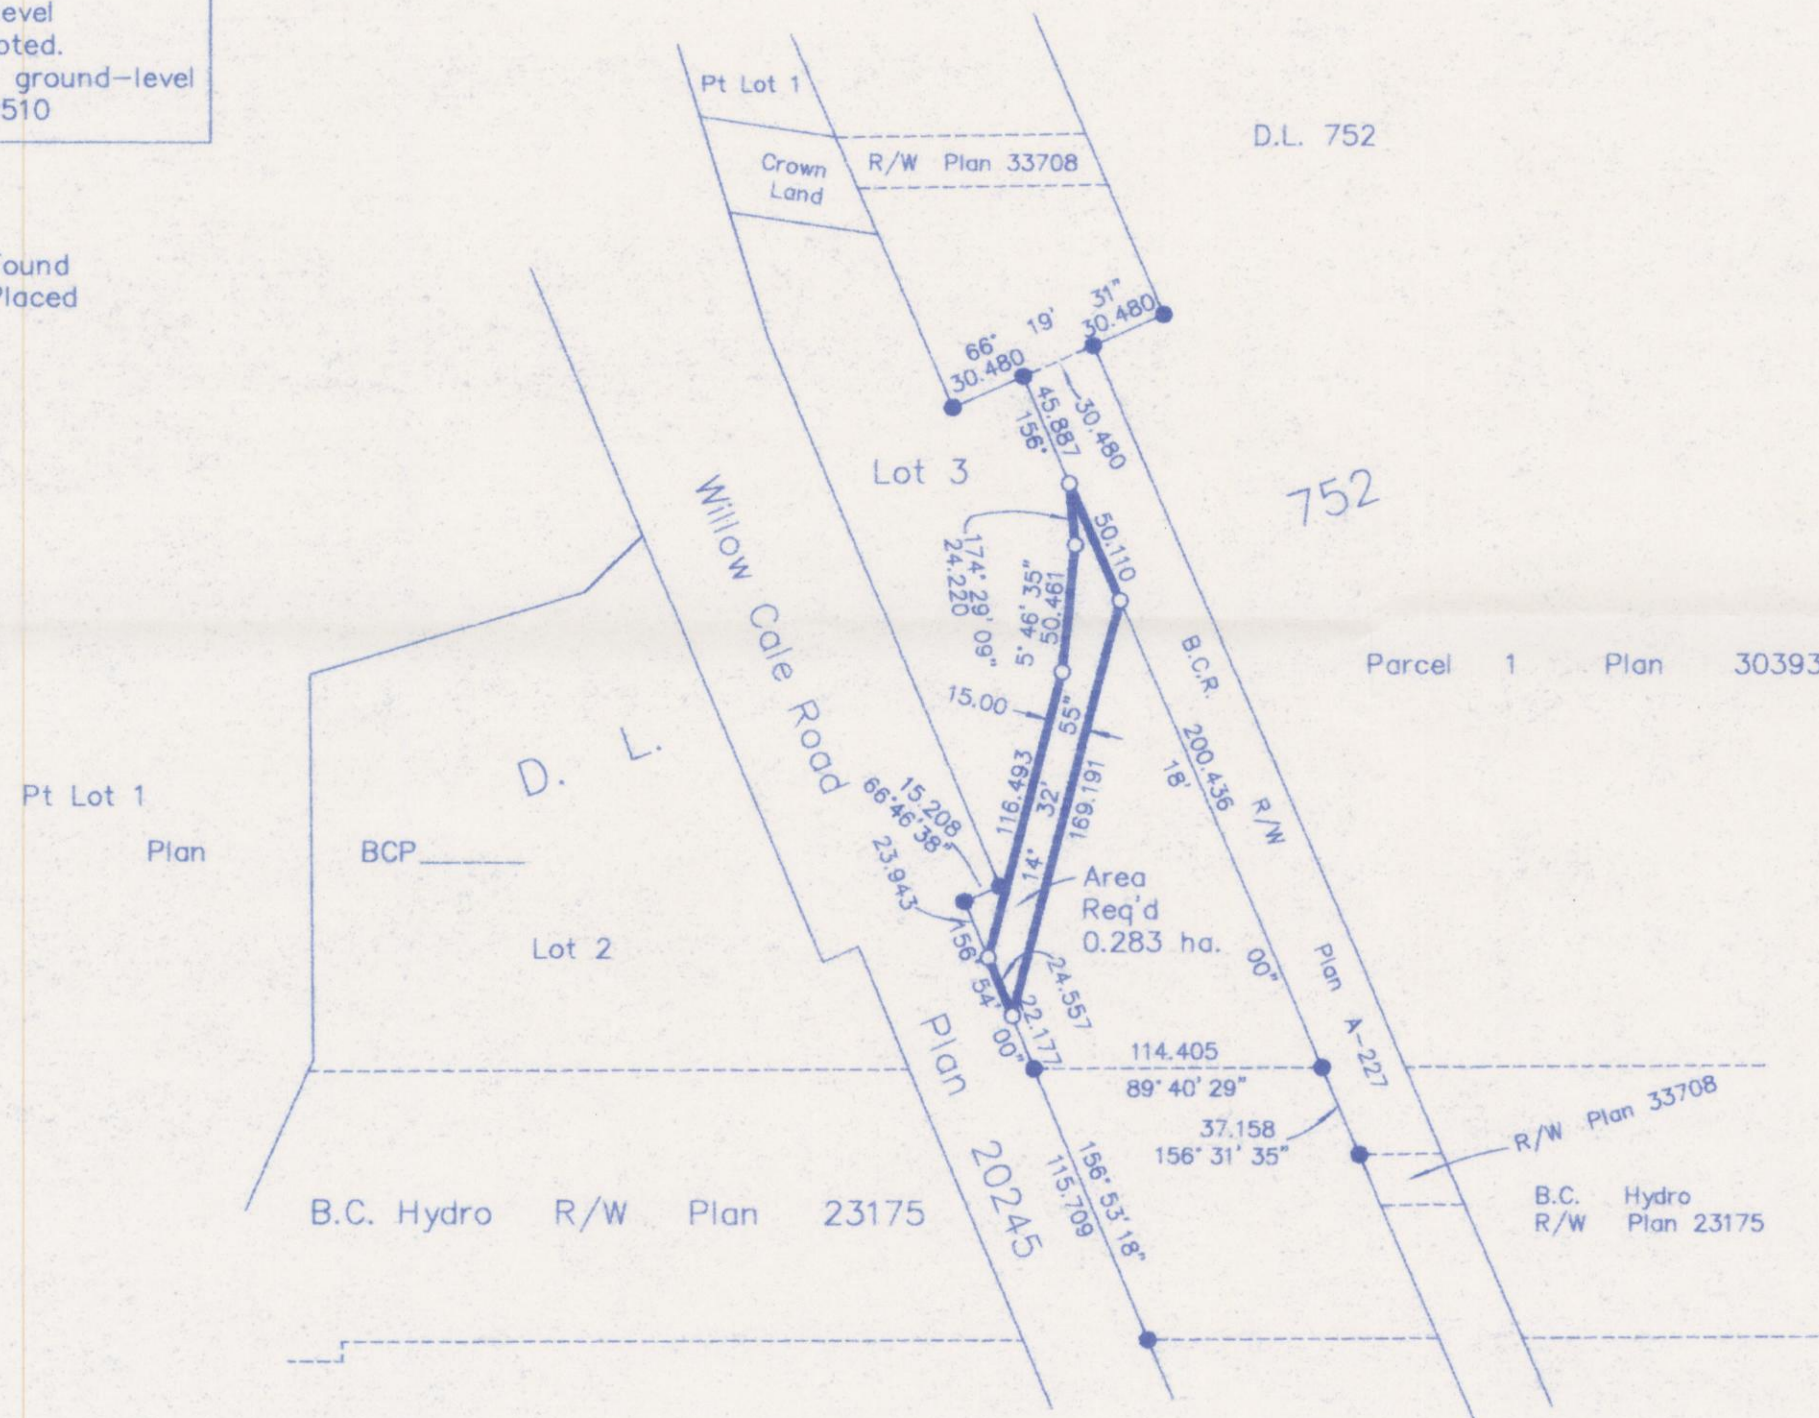 evel
oted.
ground-level
510
ound
Placed
Pt Lot 1
Crown
Land
R/W Plan 33708
D.L. 752
66° 19' 31"
30.480
30.480
30.480
45.887
156° 18' 00"
Lot 3
752
50.110
174° 29' 09"
24.220
5° 46' 35"
50.461
Willow Cale Road
B.C.R. R/W Plan A-227
Parcel 1 Plan 30393
15.00
14° 32' 55"
116.493
169.191
200.436
D. L.
Pt Lot 1
Plan
BCP
15.208
66°46'38"
23.943
156° 54' 00"
Area
Req'd
0.283 ha.
Lot 2
24.557
22.177
Plan 20245
114.405
89° 40' 29"
37.158
156° 31' 35"
R/W Plan 33708
156° 53' 18"
115.709
B.C. Hydro R/W Plan 23175
B.C. Hydro
R/W Plan 23175